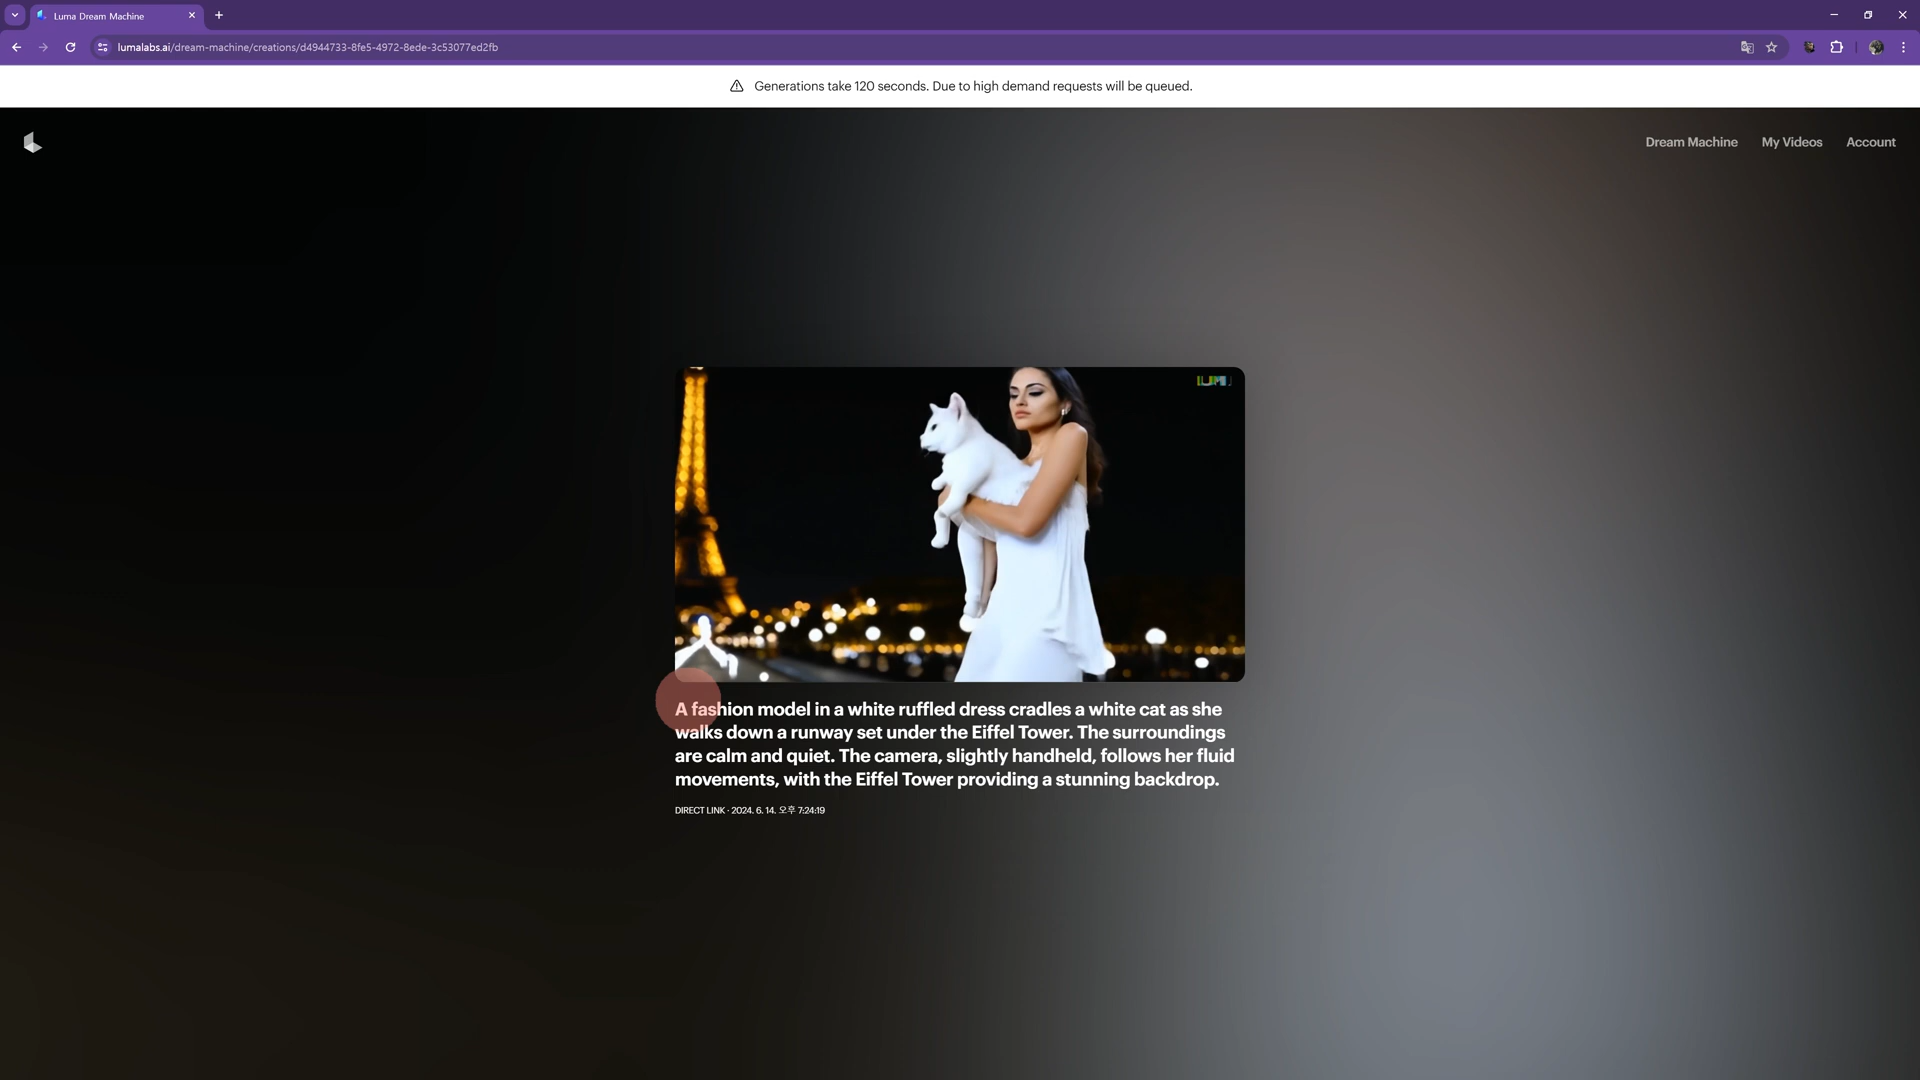 Luma Dream Machine
lumalabs.ai/dream-machine/creations/d4944733-8fe5-4972-8ede-3c53077ed2fb
Generations take 120 seconds. Due to high demand requests will be queued.
Dream Machine My Videos Account
LUMA
A fashion model in a white ruffled dress cradles a white cat as she
walks down a runway set under the Eiffel Tower. The surroundings
are calm and quiet. The camera, slightly handheld, follows her fluid
movements, with the Eiffel Tower providing a stunning backdrop.
DIRECT LINK · 2024. 6. 14. 오후 7:24:19